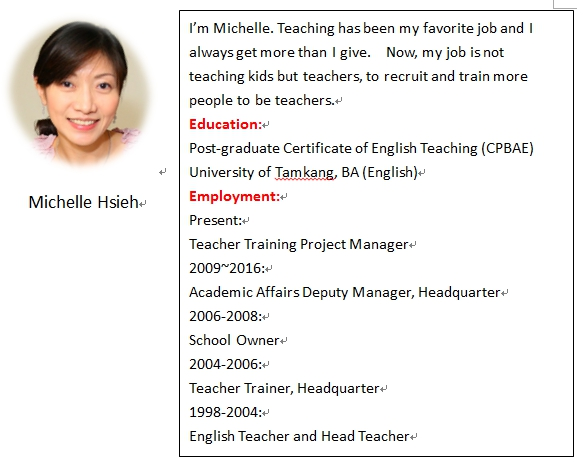 I'm Michelle. Teaching has been my favorite job and I
always get more than I give.    Now, my job is not
teaching kids but teachers, to recruit and train more
people to be teachers.
Education:
Post-graduate Certificate of English Teaching (CPBAE)
University of Tamkang, BA (English)
Michelle Hsieh
Employment:
Present:
Teacher Training Project Manager
2009~2016:
Academic Affairs Deputy Manager, Headquarter
2006-2008:
School Owner
2004-2006:
Teacher Trainer, Headquarter
1998-2004:
English Teacher and Head Teacher